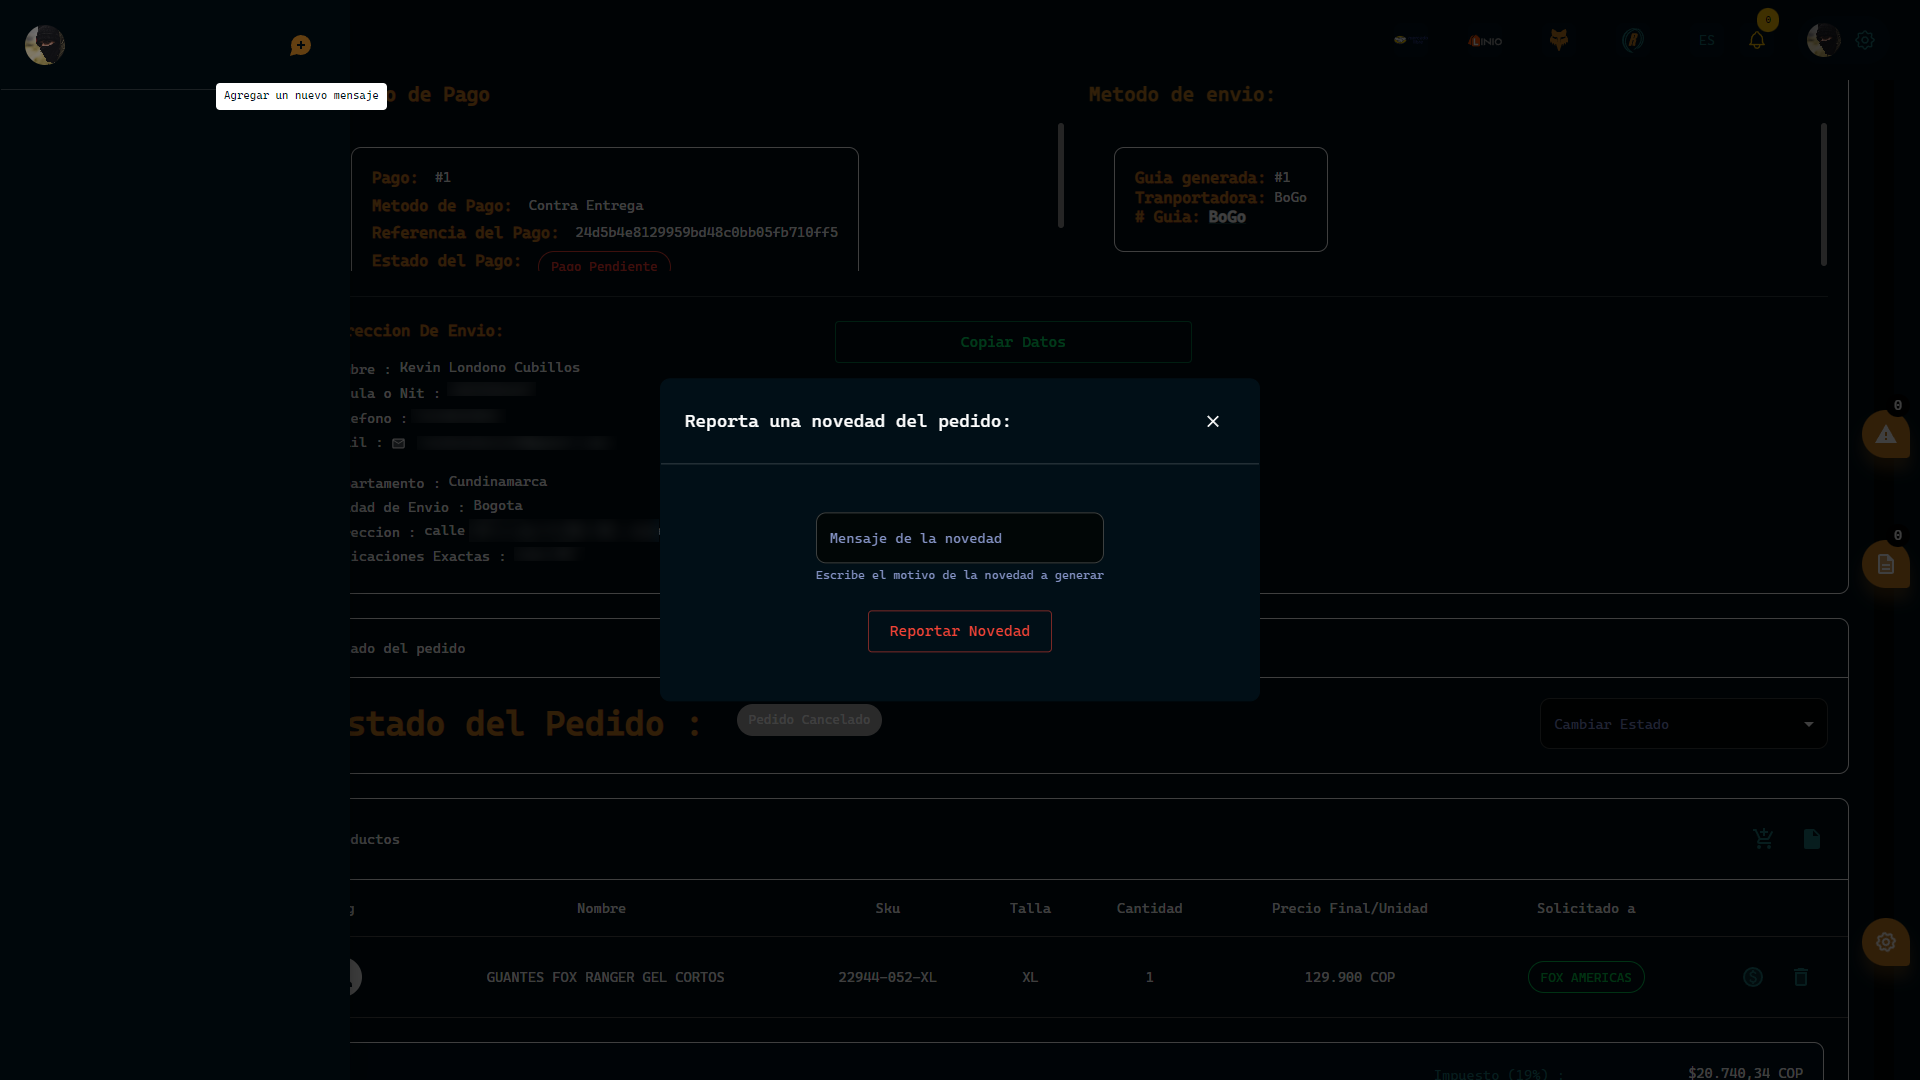 LINIO
ES
0
Agregar un nuevo mensaje
o de Pago
Metodo de envio:
Pago: #1
Metodo de Pago: Contra Entrega
Referencia del Pago: 24d5b4e8129959bd48c0bb05fb710ff5
Estado del Pago: Pago Pendiente
Guia generada: #1
Tranportadora: BoGo
# Guia: BoGo
reccion De Envio:
Copiar Datos
bre : Kevin Londono Cubillos
ula o Nit :
efono :
il :
artamento : Cundinamarca
dad de Envio : Bogota
eccion : calle
icaciones Exactas :
Reporta una novedad del pedido:
Mensaje de la novedad
Escribe el motivo de la novedad a generar
Reportar Novedad
0
0
ado del pedido
stado del Pedido :
Pedido Cancelado
Cambiar Estado
ductos
g
Nombre
Sku
Talla
Cantidad
Precio Final/Unidad
Solicitado a
GUANTES FOX RANGER GEL CORTOS
22944-052-XL
XL
1
129.900 COP
FOX AMERICAS
Impuesto (19%) :
$20.740,34 COP